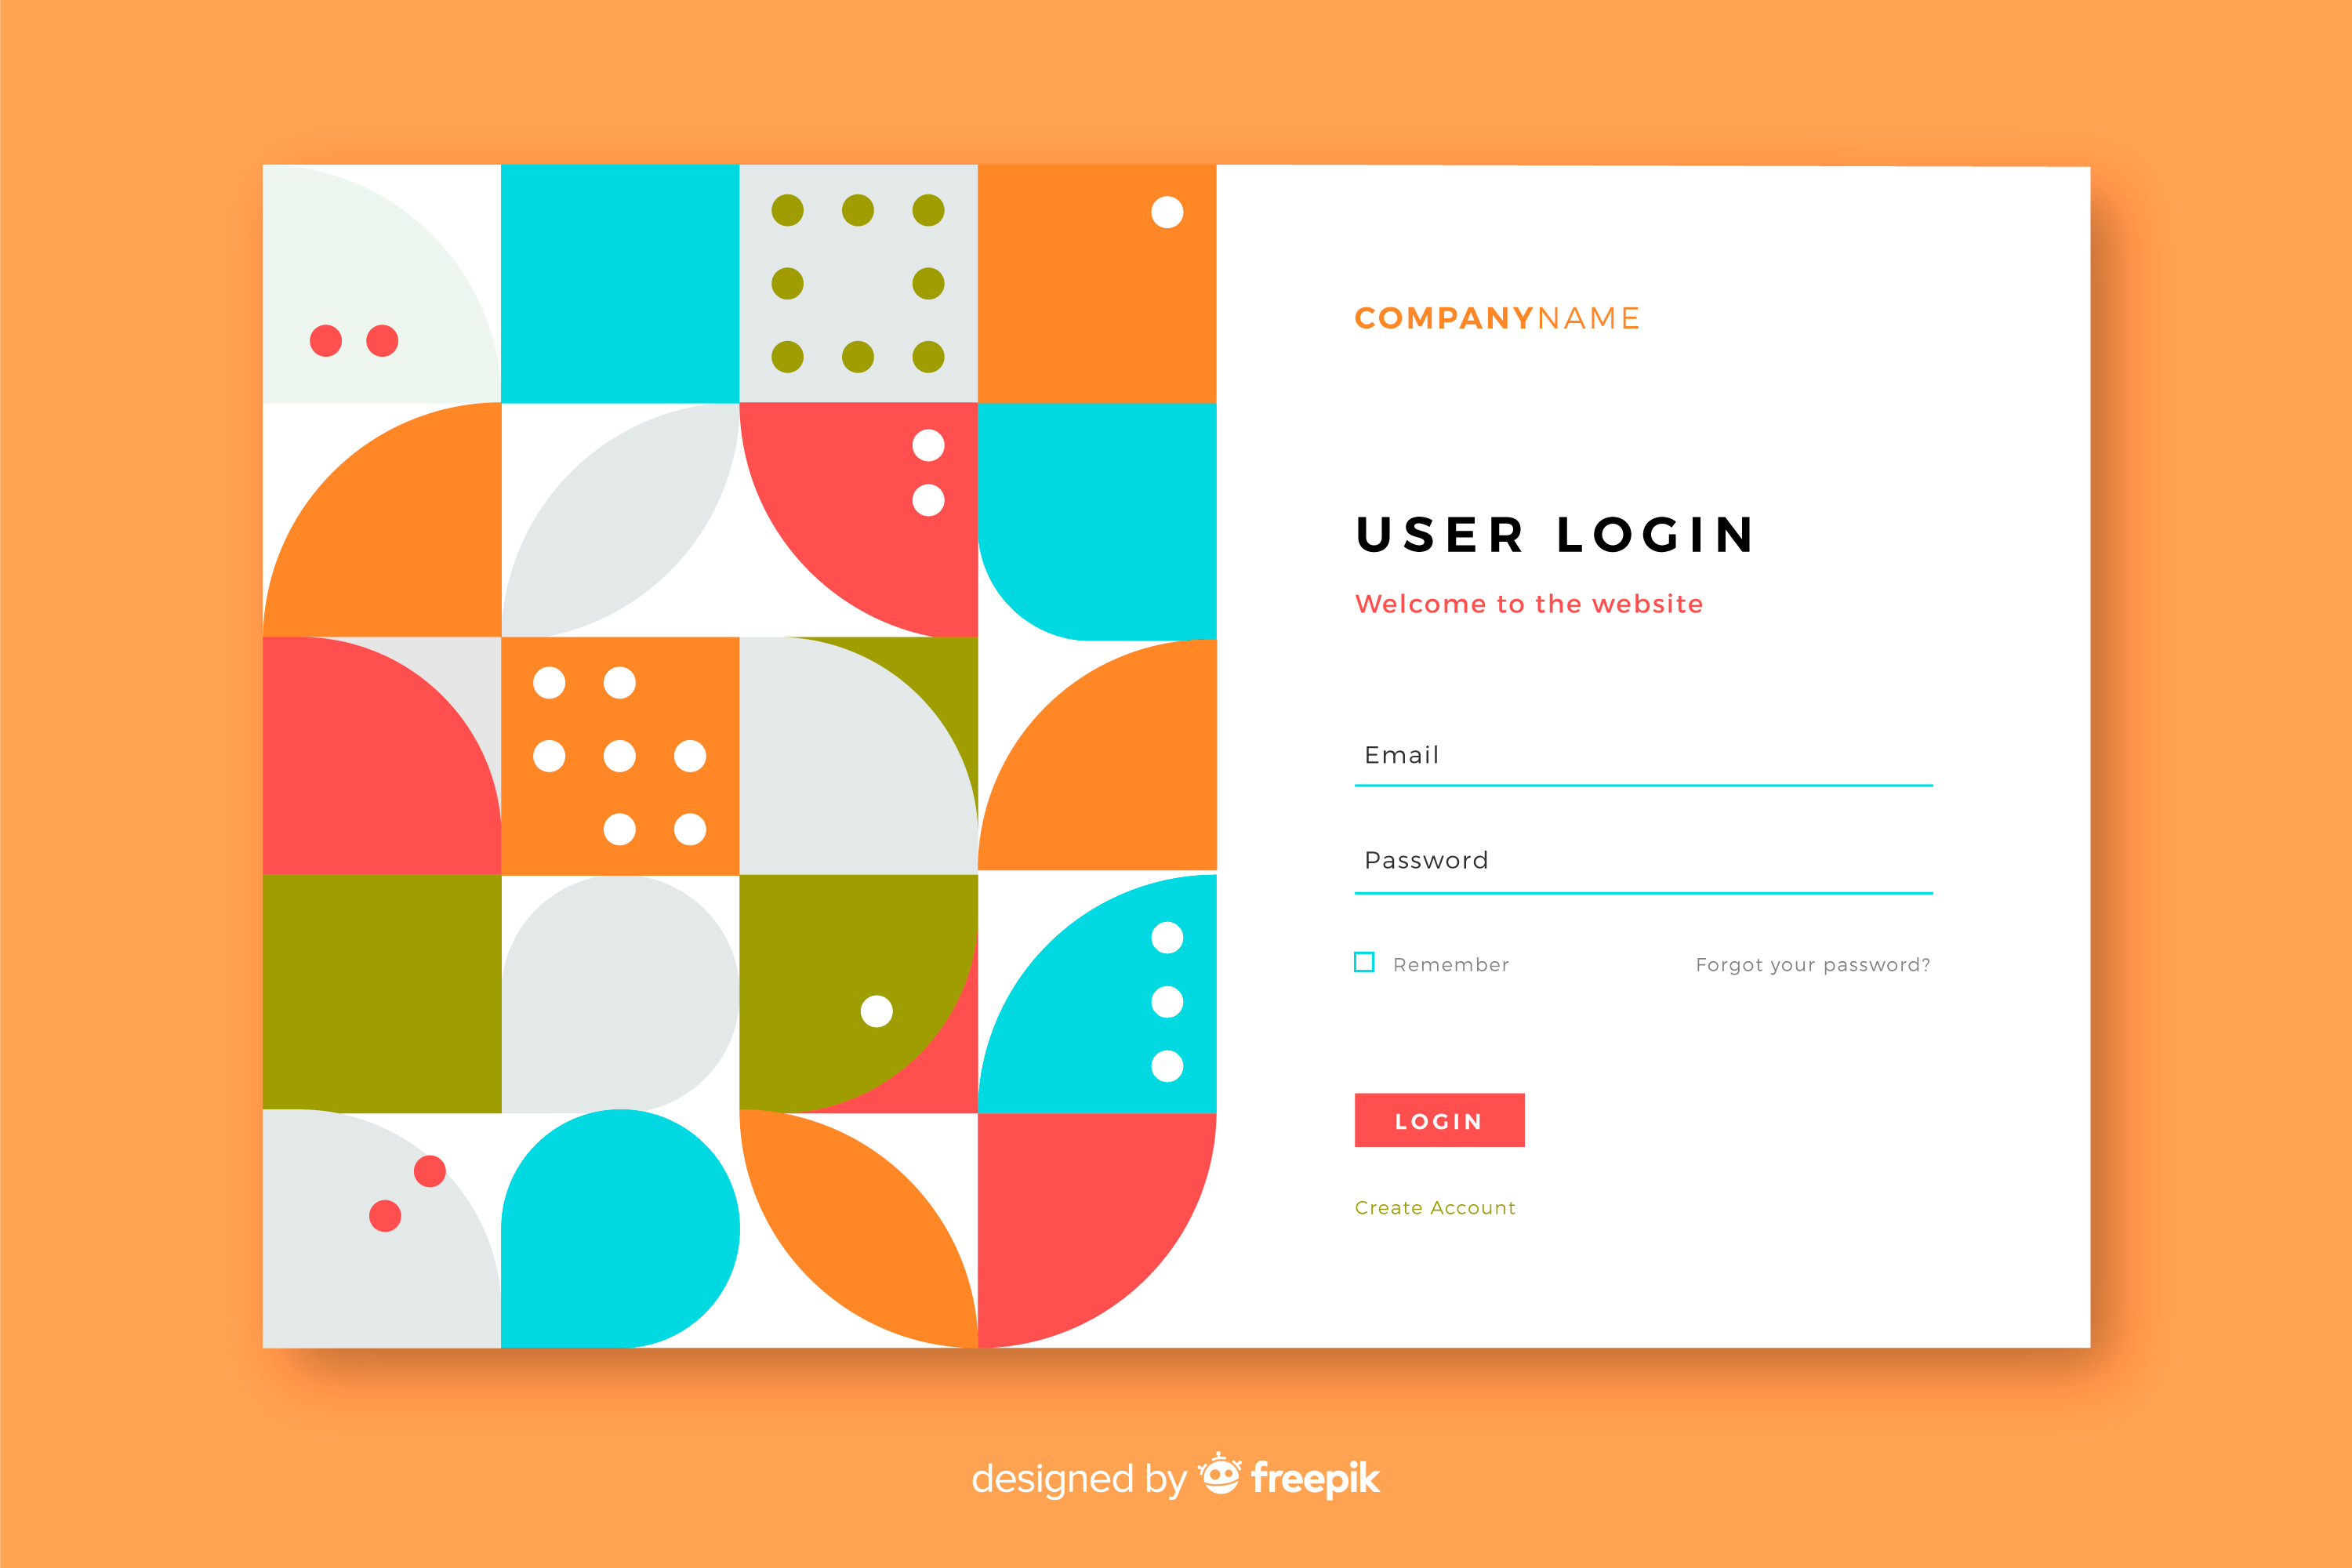 COMPANYNAME
USER LOGIN
Welcome to the website
Email
Password
Remember
Forgot your password?
LOGIN
Create Account
designed by freepik